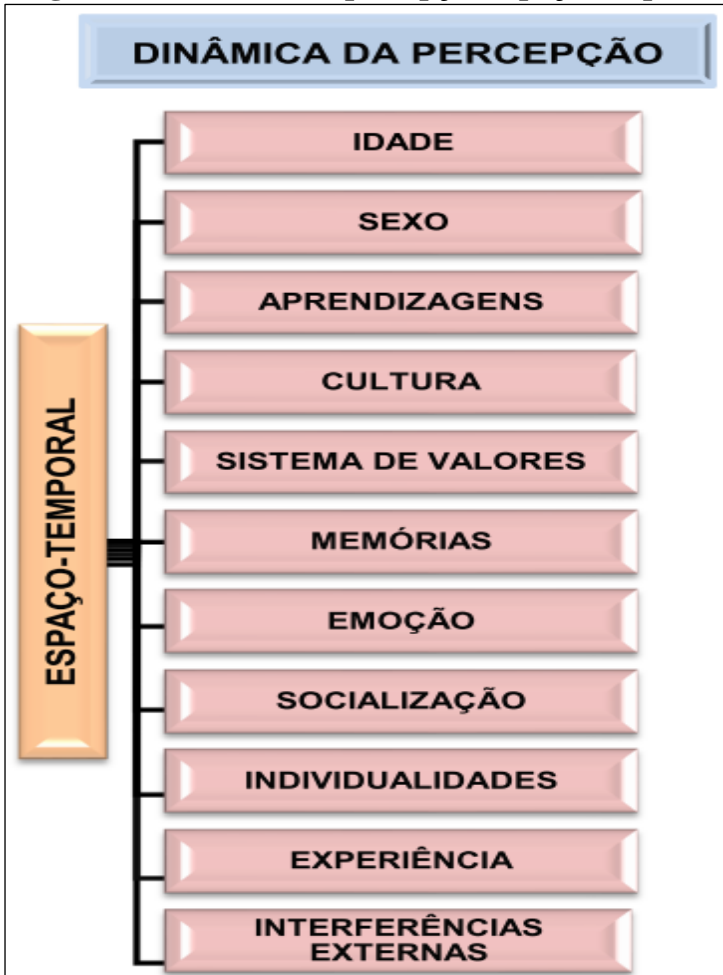 DINÂMICA DA PERCEPÇÃO
IDADE
SEXO
APRENDIZAGENS
CULTURA
SISTEMA DE VALORES
MEMÓRIAS
EMOÇÃO
SOCIALIZAÇÃO
INDIVIDUALIDADES
EXPERIÊNCIA
INTERFERÊNCIAS
EXTERNAS
ESPAÇO-TEMPORAL